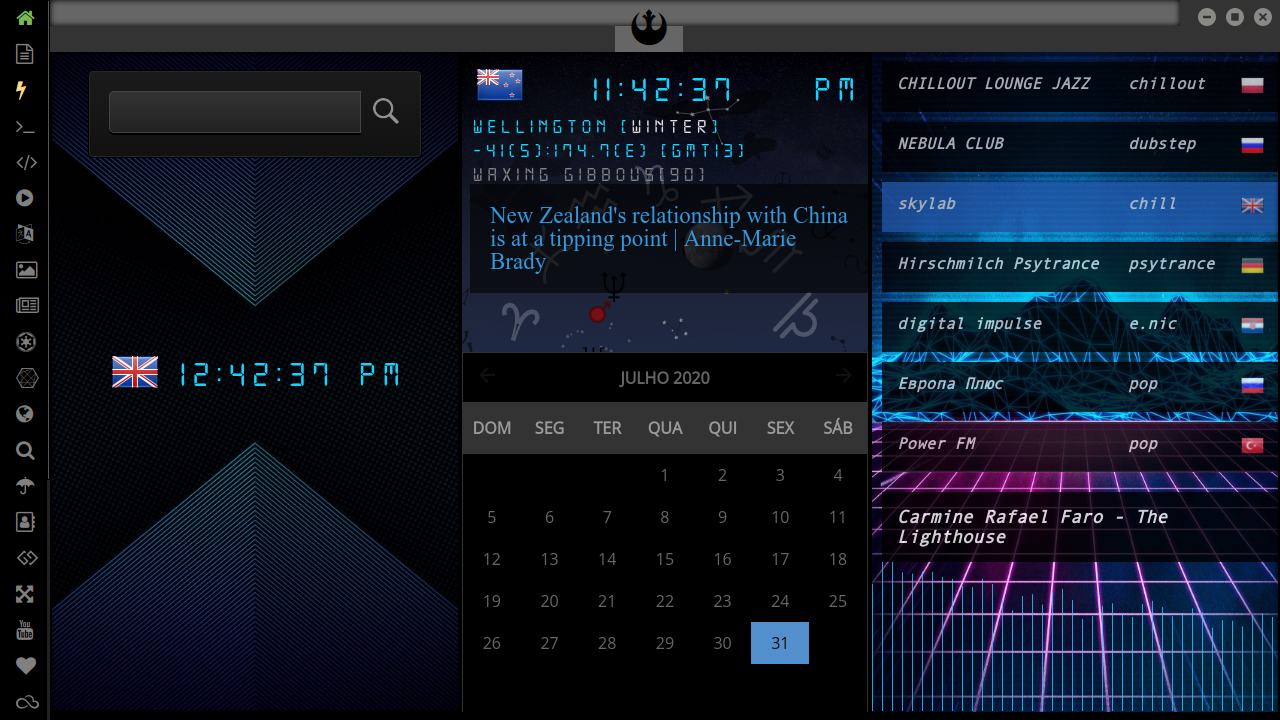 11:42:37 PM
WELLINGTON (WINTER)
-41(S):174.7(E) (GMT13)
WAXING GIBBOUS(90)
New Zealand's relationship with China
is at a tipping point | Anne-Marie
Brady
12:42:37 PM
JULHO 2020
DOM SEG TER QUA QUI SEX SÁB
1 2 3 4
5 6 7 8 9 10 11
12 13 14 15 16 17 18
19 20 21 22 23 24 25
26 27 28 29 30 31
CHILLOUT LOUNGE JAZZ chillout
NEBULA CLUB dubstep
skylab chill
Hirschmilch Psytrance psytrance
digital impulse e.nic
Европа Плюс pop
Power FM pop
Carmine Rafael Faro - The
Lighthouse
You
Tube